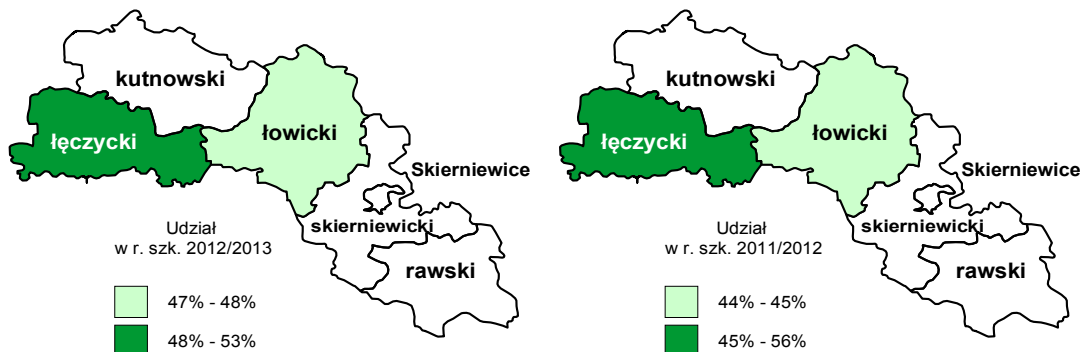 kutnowski
łęczycki
łowicki
Skierniewice
skierniewicki
rawski
Udział
w r. szk. 2012/2013
47% - 48%
48% - 53%
kutnowski
łęczycki
łowicki
Skierniewice
skierniewicki
rawski
Udział
w r. szk. 2011/2012
44% - 45%
45% - 56%